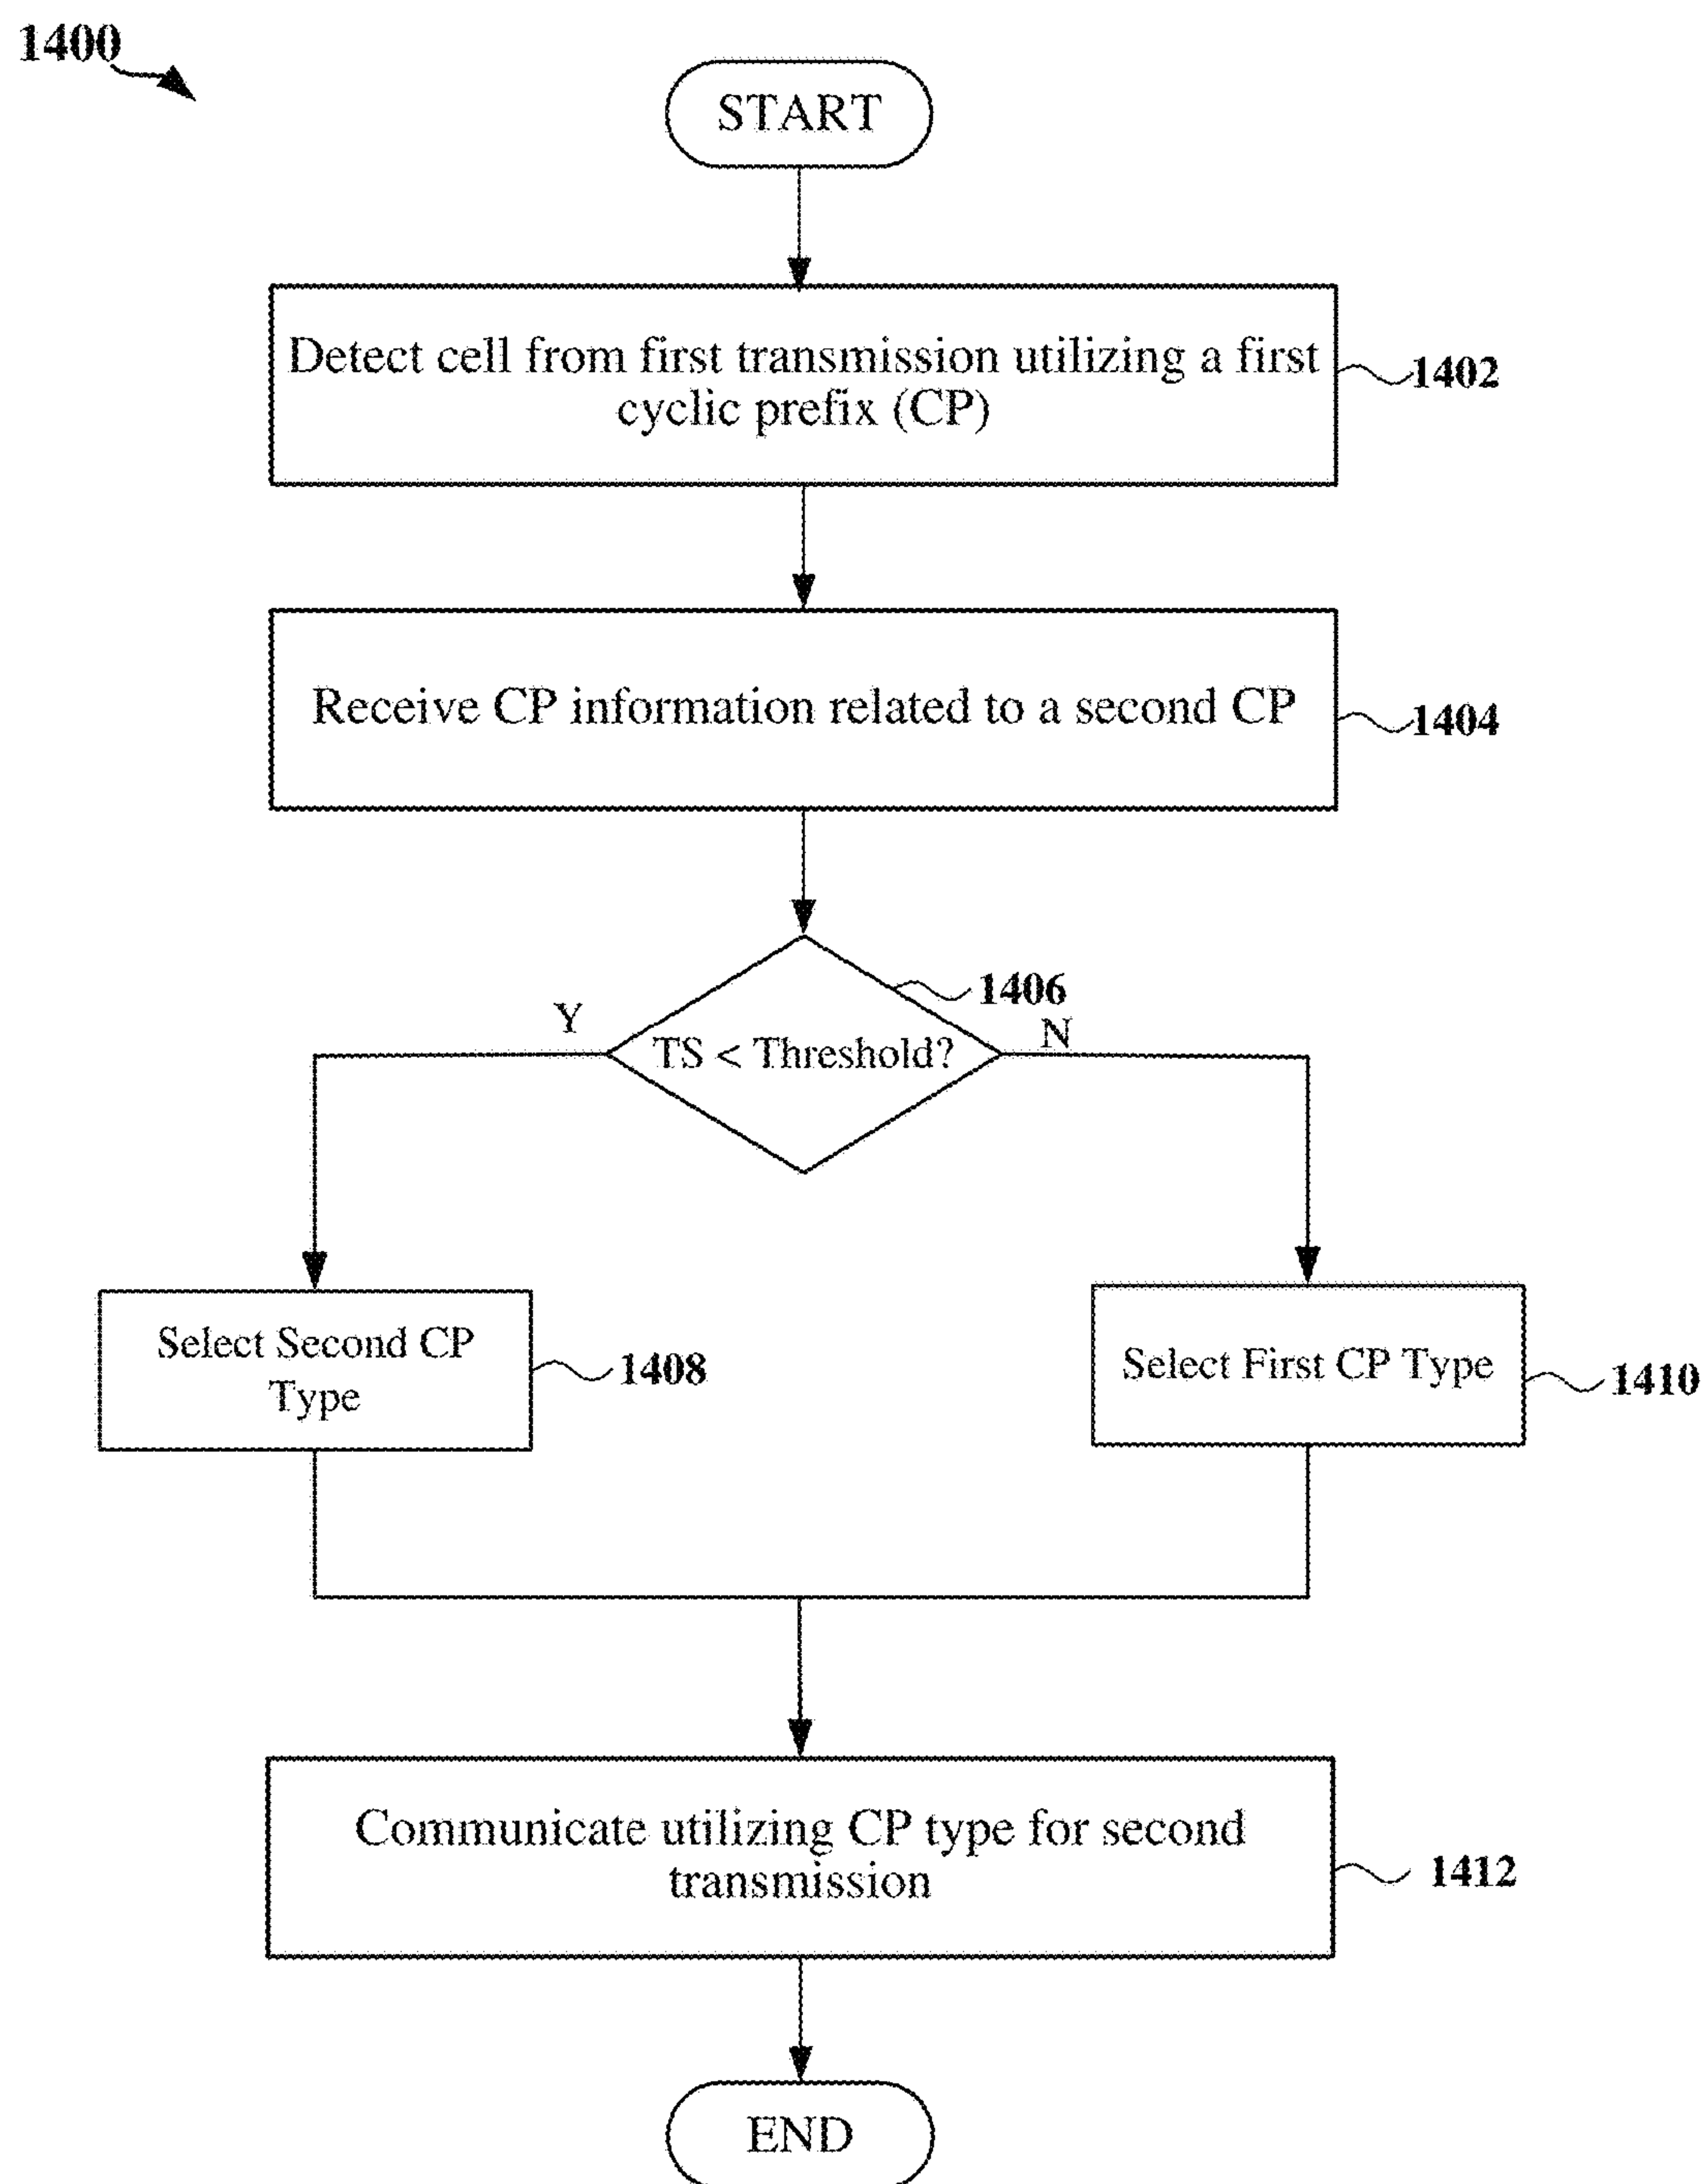 1400
START
Detect cell from first transmission utilizing a first
cyclic prefix (CP)
1402
Receive CP information related to a second CP
1404
1406
Y
N
TS < Threshold?
Select Second CP
Type
1408
Select First CP Type
1410
Communicate utilizing CP type for second
transmission
1412
END